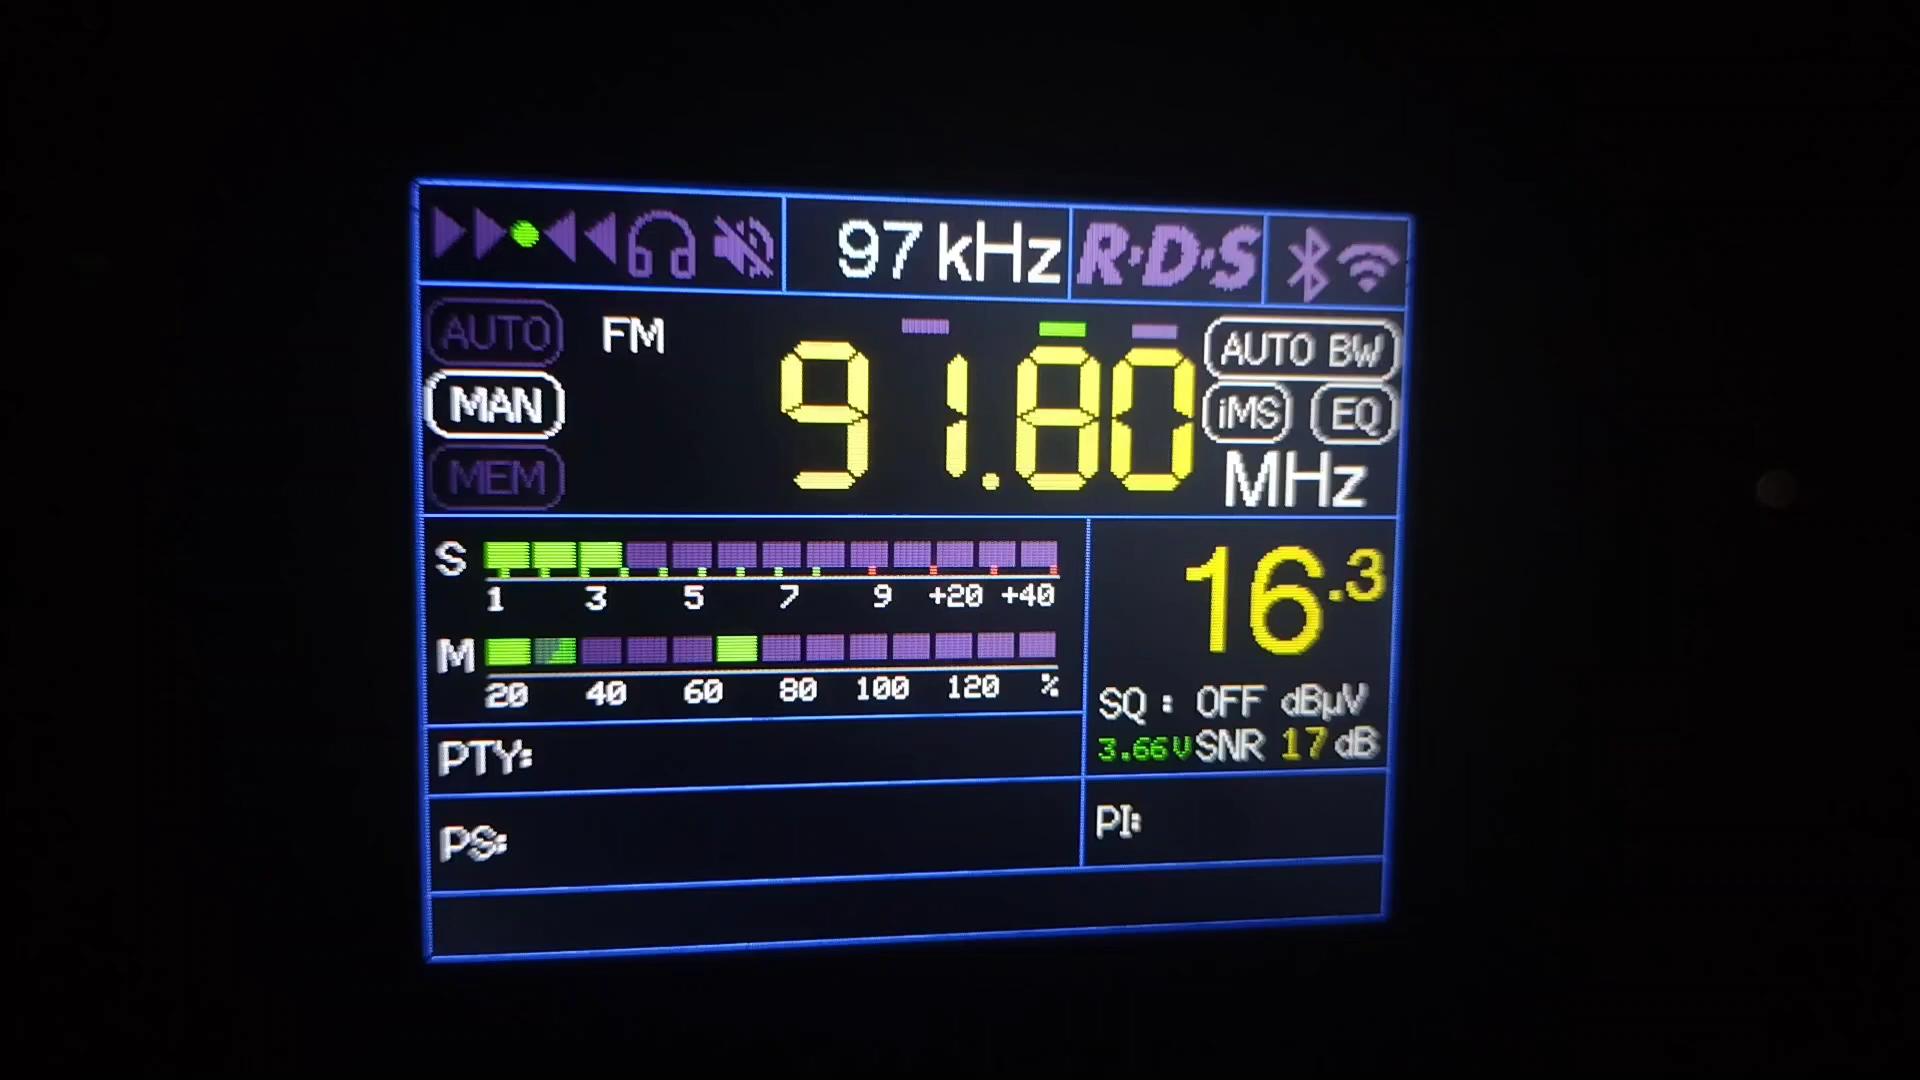 97 kHz R·D·S
AUTO FM 91.80 AUTO BW
MAN iMS EQ
MEM MHz
S 1 3 5 7 9 +20 +40
16.3
M 20 40 60 80 100 120 %
SQ : OFF dBµV
3.66V SNR 17 dB
PTY:
PS: PI: